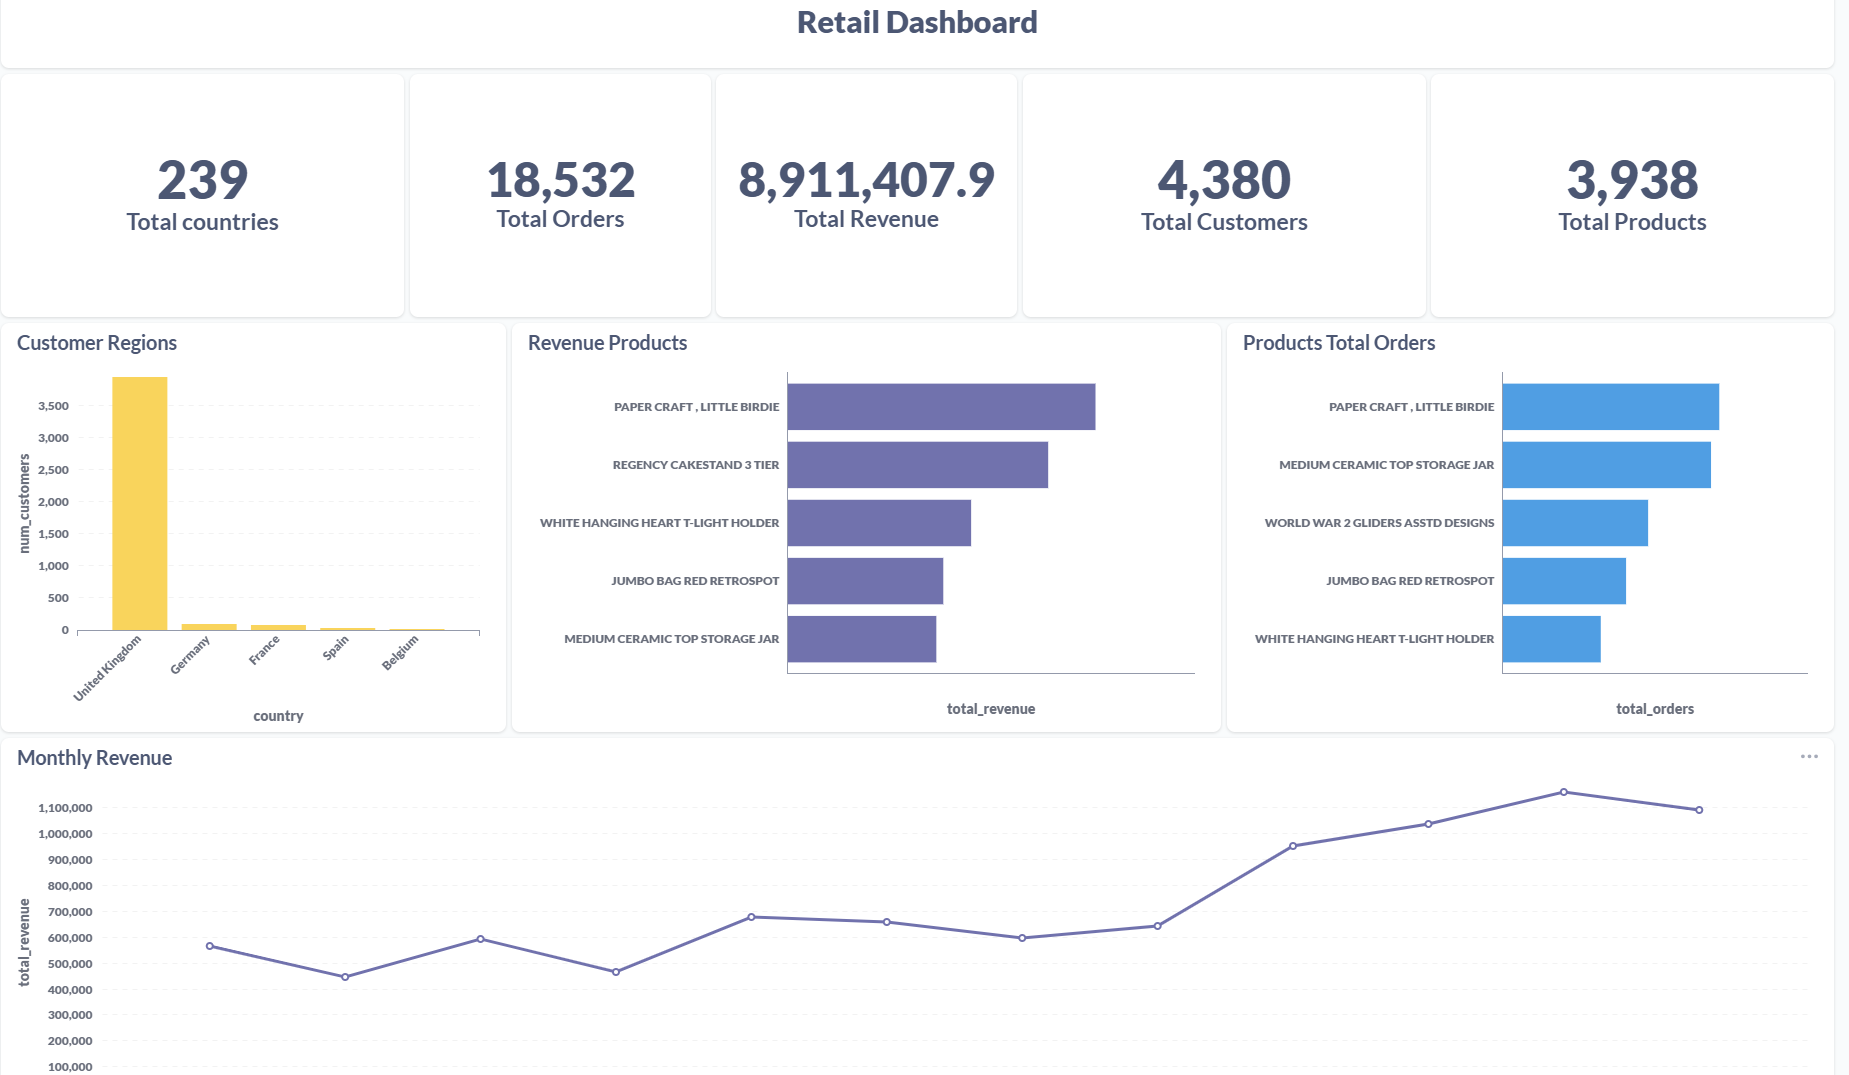 Retail Dashboard
239
Total countries
18,532
Total Orders
8,911,407.9
Total Revenue
4,380
Total Customers
3,938
Total Products
Customer Regions
num_customers
3,500
3,000
2,500
2,000
1,500
1,000
500
0
United Kingdom
Germany
France
Spain
Belgium
country
Revenue Products
PAPER CRAFT , LITTLE BIRDIE
REGENCY CAKESTAND 3 TIER
WHITE HANGING HEART T-LIGHT HOLDER
JUMBO BAG RED RETROSPOT
MEDIUM CERAMIC TOP STORAGE JAR
total_revenue
Products Total Orders
PAPER CRAFT , LITTLE BIRDIE
MEDIUM CERAMIC TOP STORAGE JAR
WORLD WAR 2 GLIDERS ASSTD DESIGNS
JUMBO BAG RED RETROSPOT
WHITE HANGING HEART T-LIGHT HOLDER
total_orders
Monthly Revenue
total_revenue
1,100,000
1,000,000
900,000
800,000
700,000
600,000
500,000
400,000
300,000
200,000
100,000